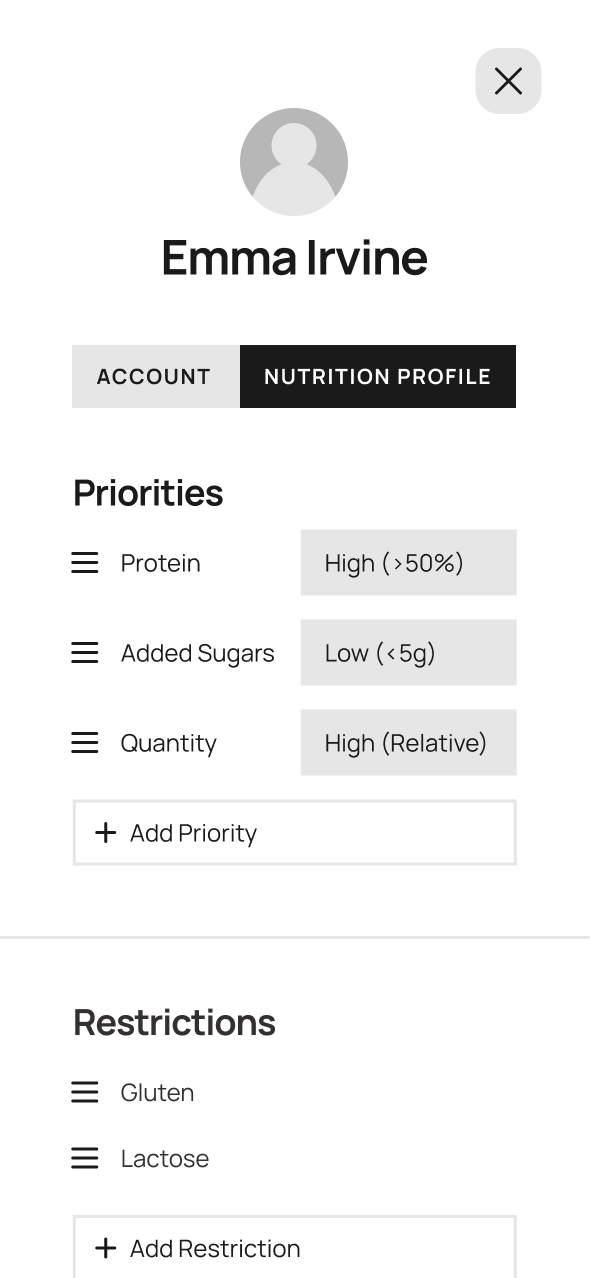 Emma Irvine
ACCOUNT NUTRITION PROFILE
Priorities
Protein High (>50%)
Added Sugars Low (<5g)
Quantity High (Relative)
+ Add Priority
Restrictions
Gluten
Lactose
+ Add Restriction